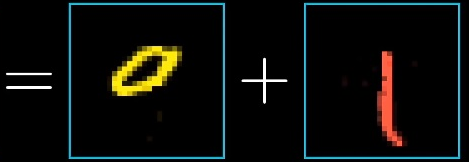 = 0 + 1